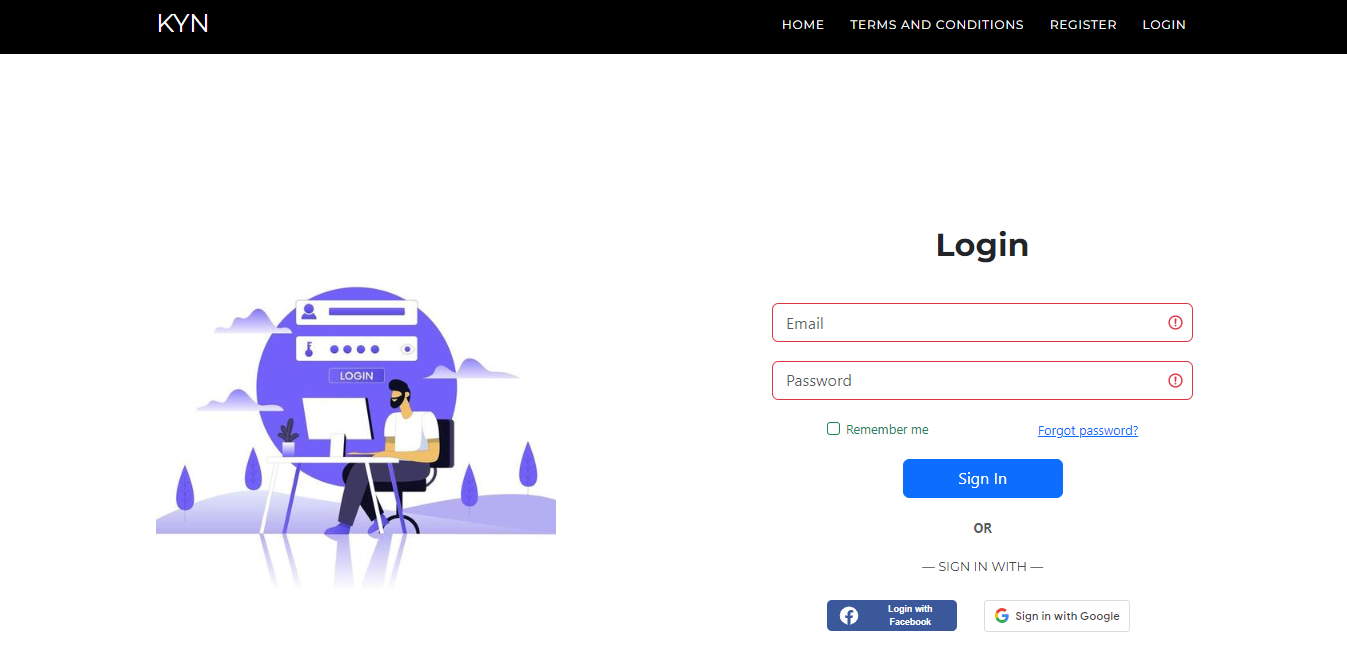 KYN
HOME TERMS AND CONDITIONS REGISTER LOGIN
LOGIN
Login
Email
Password
Remember me Forgot password?
Sign In
OR
— SIGN IN WITH —
Login with
Facebook
Sign in with Google